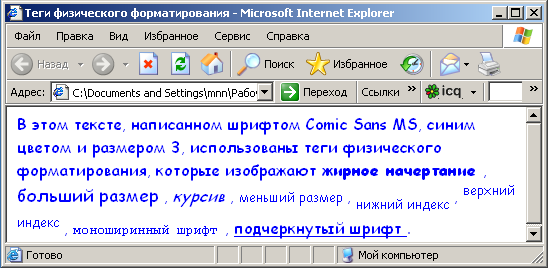 Теги физического форматирования - Microsoft Internet Explorer
Файл Правка Вид Избранное Сервис Справка
Назад Поиск Избранное
Адрес: C:\Documents and Settings\mnn\Рабо Переход Ссылки » icq »
В этом тексте, написанном шрифтом Comic Sans MS, синим
цветом и размером 3, использованы теги физического
форматирования, которые изображают жирное начертание ,
больший размер , курсив , меньший размер , нижний индекс , верхний
индекс , моноширинный шрифт , подчеркнутый шрифт .
Готово Мой компьютер